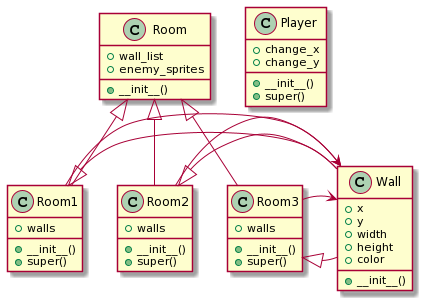 C Room
wall_list
enemy_sprites
__init__()
C Player
change_x
change_y
__init__()
super()
C Room1
walls
__init__()
super()
C Room2
walls
__init__()
super()
C Room3
walls
__init__()
super()
C Wall
x
y
width
height
color
__init__()